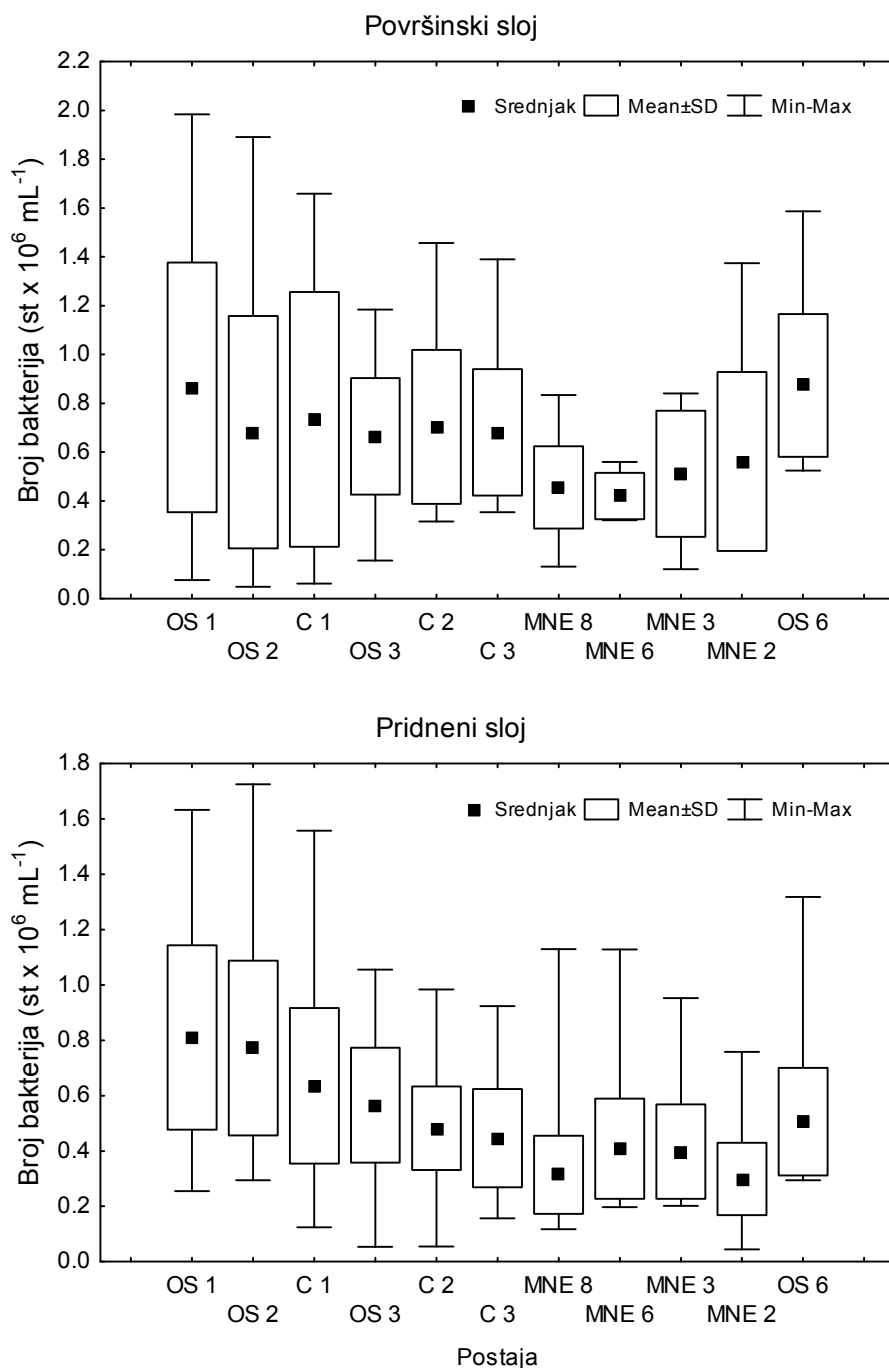 Površinski sloj
2.2
2.0
1.8
1.6
1.4
1.2
1.0
0.8
0.6
0.4
0.2
0.0
Broj bakterija (st x 10⁶ mL⁻¹)
Srednjak Mean±SD Min-Max
OS 1 C 1 C 2 MNE 8 MNE 3 OS 6
OS 2 OS 3 C 3 MNE 6 MNE 2
Pridneni sloj
1.8
1.6
1.4
1.2
1.0
0.8
0.6
0.4
0.2
0.0
Broj bakterija (st x 10⁶ mL⁻¹)
Srednjak Mean±SD Min-Max
OS 1 C 1 C 2 MNE 8 MNE 3 OS 6
OS 2 OS 3 C 3 MNE 6 MNE 2
Postaja